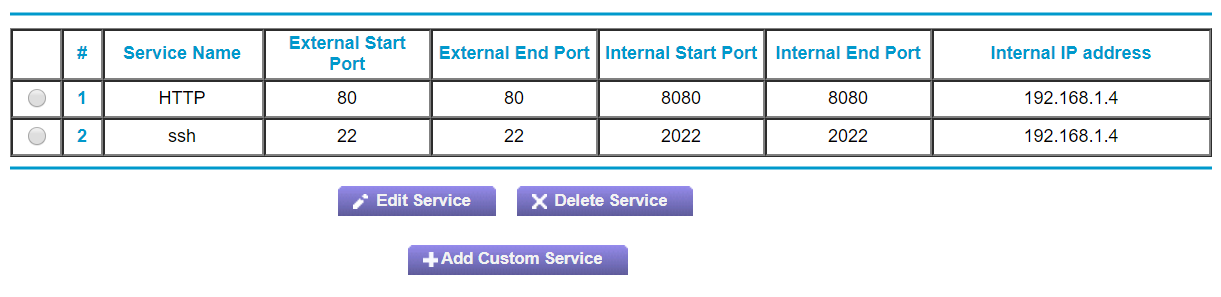 # Service Name External Start Port External End Port Internal Start Port Internal End Port Internal IP address
1 HTTP 80 80 8080 8080 192.168.1.4
2 ssh 22 22 2022 2022 192.168.1.4
Edit Service Delete Service
Add Custom Service